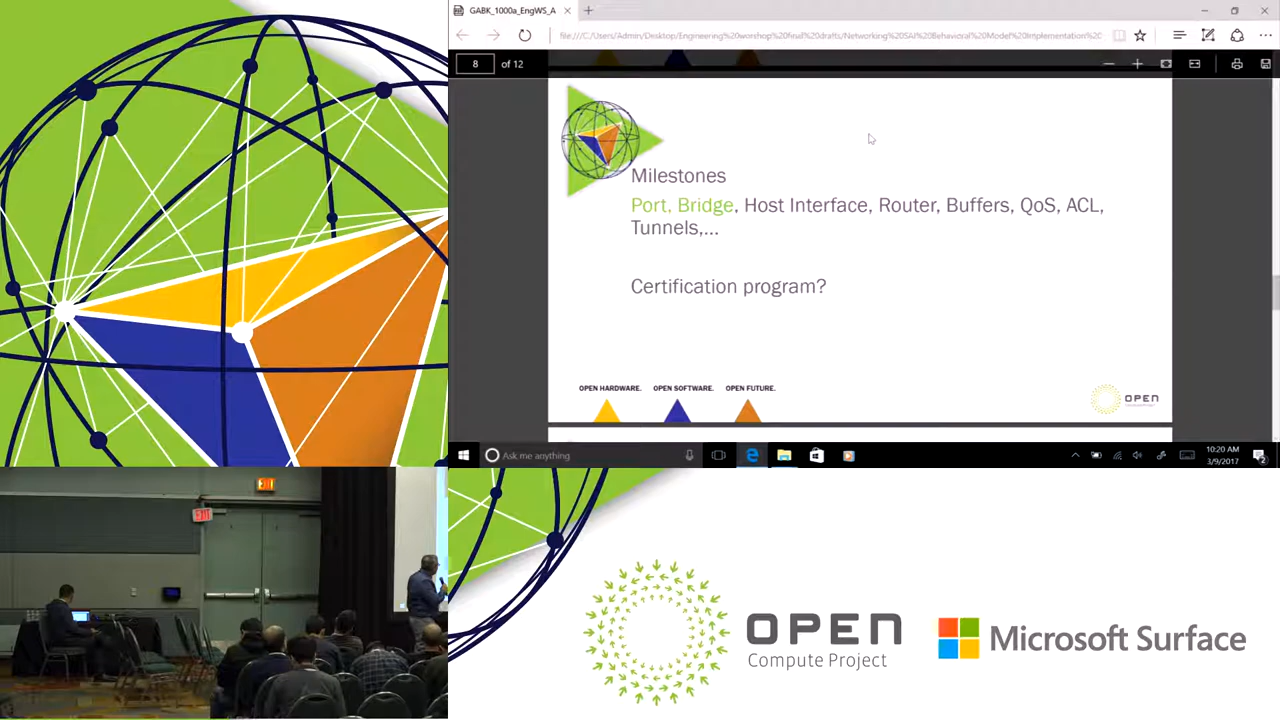 GABK_1000a_EngWS_A
8 of 12
Milestones
Port, Bridge, Host Interface, Router, Buffers, QoS, ACL,
Tunnels,...
Certification program?
OPEN HARDWARE. OPEN SOFTWARE. OPEN FUTURE.
OPEN
Ask me anything
10:20 AM
3/9/2017
2
EXIT
EXIT
OPEN
Compute Project
Microsoft Surface